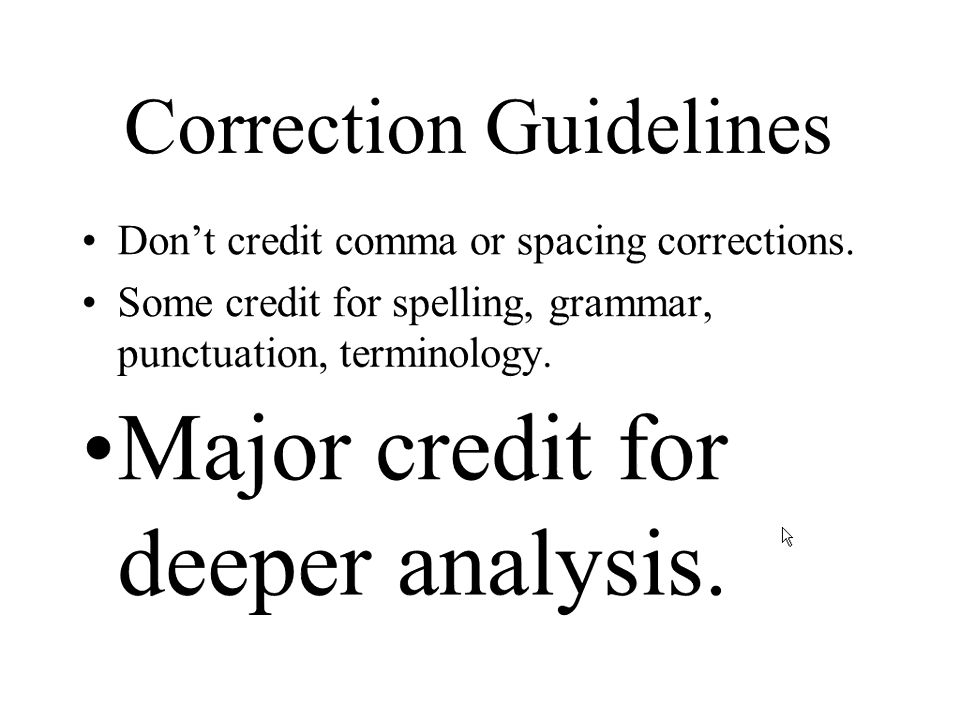 Correction Guidelines
• Don’t credit comma or spacing corrections.
• Some credit for spelling, grammar,
punctuation, terminology.
• Major credit for
deeper analysis.